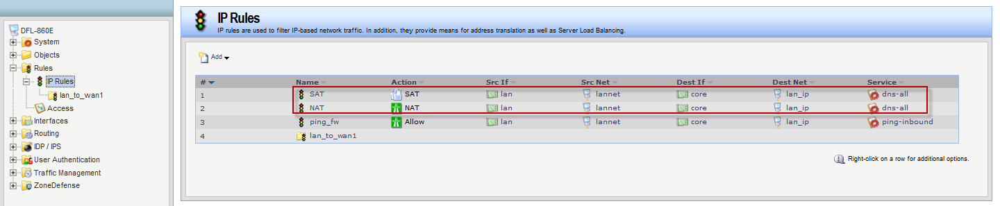 DFL-860E
System
Objects
Rules
IP Rules
lan_to_wan1
Access
Interfaces
Routing
IDP / IPS
User Authentication
Traffic Management
ZoneDefense
IP Rules
IP rules are used to filter IP-based network traffic. In addition, they provide means for address translation as well as Server Load Balancing.
Add
# Name Action Src If Src Net Dest If Dest Net Service
1 SAT SAT lan lannet core lan_ip dns-all
2 NAT NAT lan lannet core lan_ip dns-all
3 ping_fw Allow lan lannet core lan_ip ping-inbound
4 lan_to_wan1
Right-click on a row for additional options.